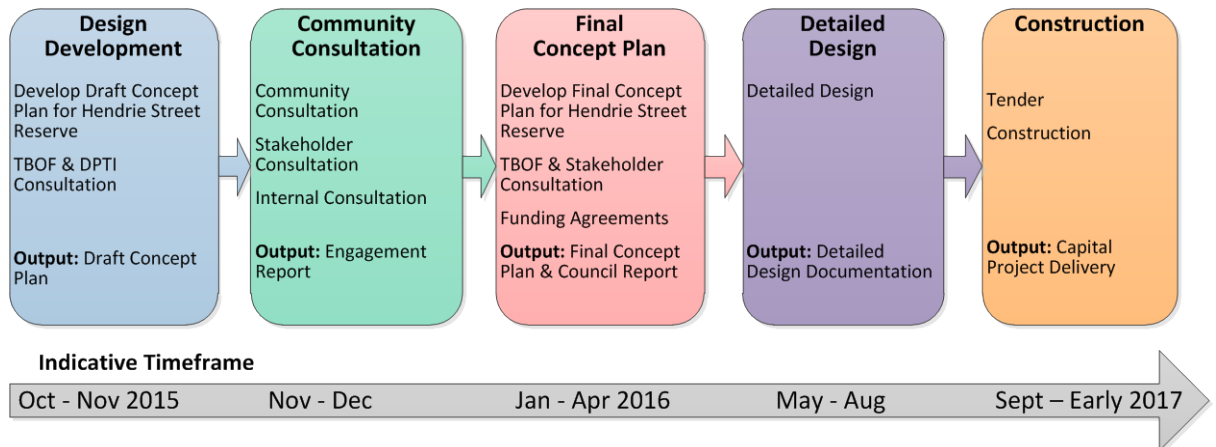 Design
Development
Develop Draft Concept
Plan for Hendrie Street
Reserve
TBOF & DPTI
Consultation
Output: Draft Concept
Plan
Community
Consultation
Community
Consultation
Stakeholder
Consultation
Internal Consultation
Output: Engagement
Report
Final
Concept Plan
Develop Final Concept
Plan for Hendrie Street
Reserve
TBOF & Stakeholder
Consultation
Funding Agreements
Output: Final Concept
Plan & Council Report
Detailed
Design
Detailed Design
Output: Detailed
Design Documentation
Construction
Tender
Construction
Output: Capital
Project Delivery
Indicative Timeframe
Oct - Nov 2015
Nov - Dec
Jan - Apr 2016
May - Aug
Sept – Early 2017